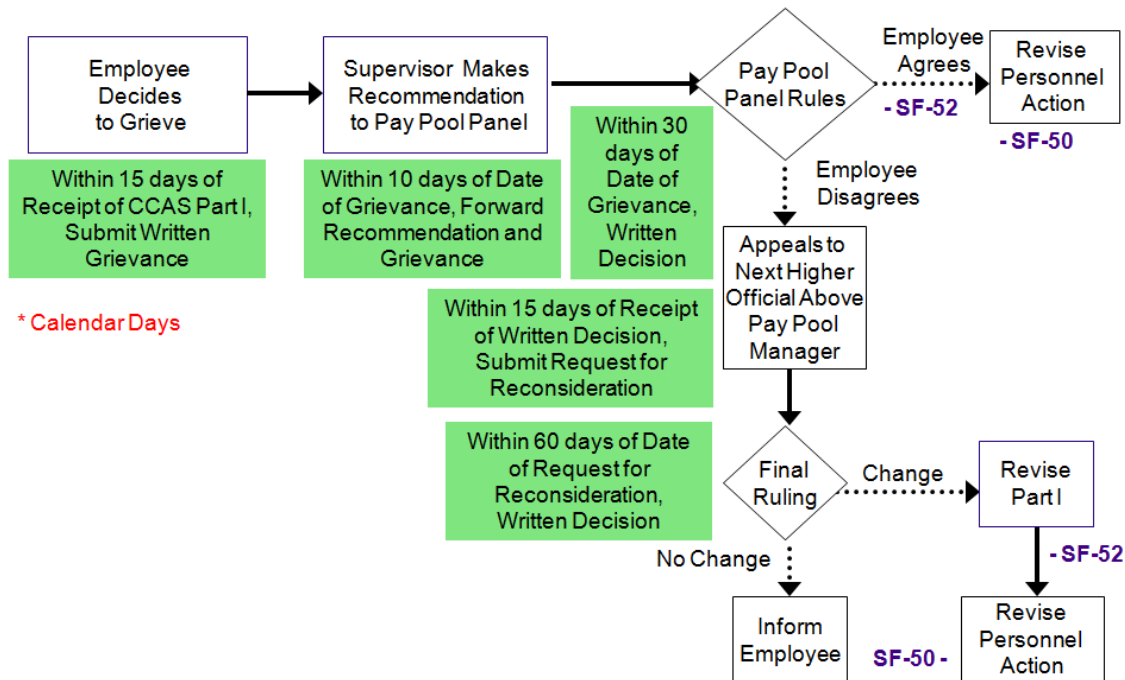 Employee
Decides
to Grieve
Within 15 days of
Receipt of CCAS Part I,
Submit Written
Grievance
* Calendar Days
Supervisor Makes
Recommendation
to Pay Pool Panel
Within 10 days of Date
of Grievance, Forward
Recommendation and
Grievance
Pay Pool
Panel Rules
Within 30
days of
Date of
Grievance,
Written
Decision
Employee
Agrees
- SF-52
Revise
Personnel
Action
- SF-50
Employee
Disagrees
Appeals to
Next Higher
Official Above
Pay Pool
Manager
Within 15 days of Receipt
of Written Decision,
Submit Request for
Reconsideration
Within 60 days of Date
of Request for
Reconsideration,
Written Decision
Final
Ruling
Change
Revise
Part I
- SF-52
No Change
Inform
Employee
SF-50 -
Revise
Personnel
Action